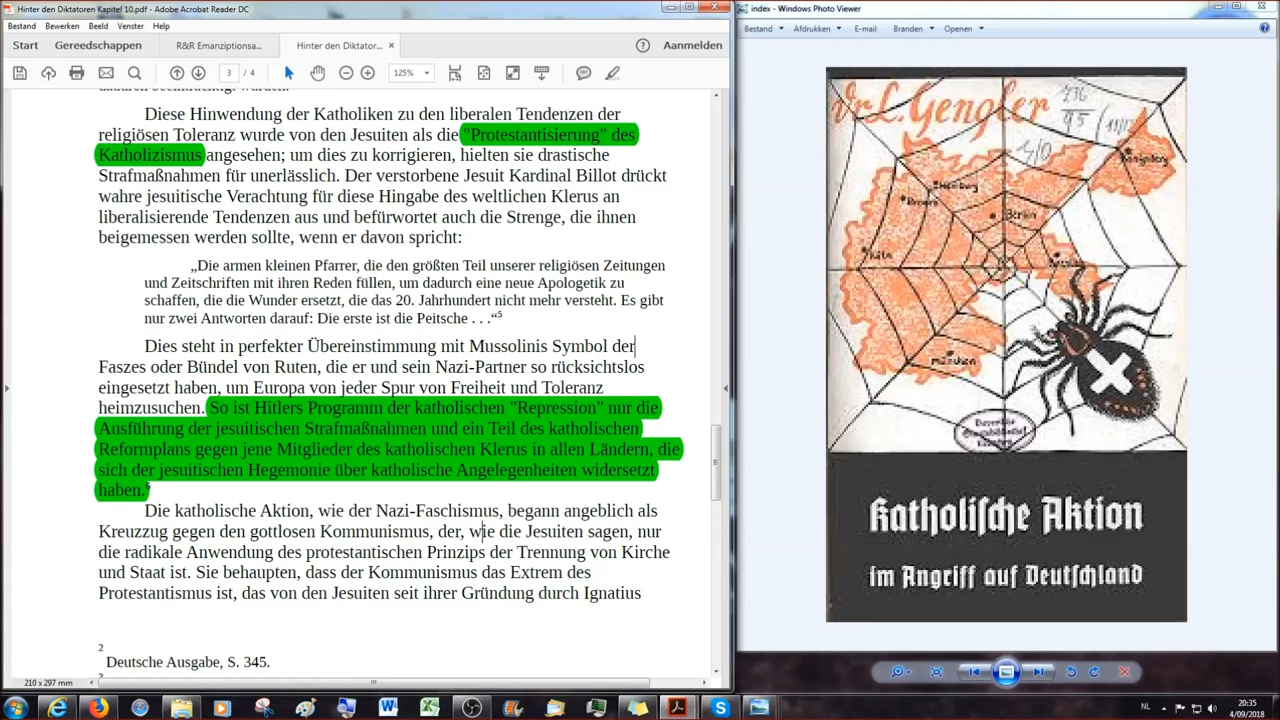 Hinter den Diktatoren Kapitel 10.pdf - Adobe Acrobat Reader DC
Bestand Bewerken Beeld Venster Help
Start Gereedschappen R&R Emanziptionsa... Hinter den Diktator... × Aanmelden
3 / 4 125%
Diese Hinwendung der Katholiken zu den liberalen Tendenzen der
religiösen Toleranz wurde von den Jesuiten als die "Protestantisierung" des
Katholizismus angesehen; um dies zu korrigieren, hielten sie drastische
Strafmaßnahmen für unerlässlich. Der verstorbene Jesuit Kardinal Billot drückt
wahre jesuitische Verachtung für diese Hingabe des weltlichen Klerus an
liberalisierende Tendenzen aus und befürwortet auch die Strenge, die ihnen
beigemessen werden sollte, wenn er davon spricht:
„Die armen kleinen Pfarrer, die den größten Teil unserer religiösen Zeitungen
und Zeitschriften mit ihren Reden füllen, um dadurch eine neue Apologetik zu
schaffen, die die Wunder ersetzt, die das 20. Jahrhundert nicht mehr versteht. Es gibt
nur zwei Antworten darauf: Die erste ist die Peitsche . . .“5
Dies steht in perfekter Übereinstimmung mit Mussolinis Symbol der
Faszes oder Bündel von Ruten, die er und sein Nazi-Partner so rücksichtslos
eingesetzt haben, um Europa von jeder Spur von Freiheit und Toleranz
heimzusuchen. So ist Hitlers Programm der katholischen "Repression" nur die
Ausführung der jesuitischen Strafmaßnahmen und ein Teil des katholischen
Reformplans gegen jene Mitglieder des katholischen Klerus in allen Ländern, die
sich der jesuitischen Hegemonie über katholische Angelegenheiten widersetzt
haben.6
Die katholische Aktion, wie der Nazi-Faschismus, begann angeblich als
Kreuzzug gegen den gottlosen Kommunismus, der, wie die Jesuiten sagen, nur
die radikale Anwendung des protestantischen Prinzips der Trennung von Kirche
und Staat ist. Sie behaupten, dass der Kommunismus das Extrem des
Protestantismus ist, das von den Jesuiten seit ihrer Gründung durch Ignatius
2
Deutsche Ausgabe, S. 345.
210 x 297 mm
index - Windows Photo Viewer
Bestand Afdrukken E-mail Branden Openen
Dr L. Gengler
Königsberg
Hamburg
Bremen
Berlin
Köln
München
Katholische Aktion
im Angriff auf Deutschland
NL
20:35
4/09/2018